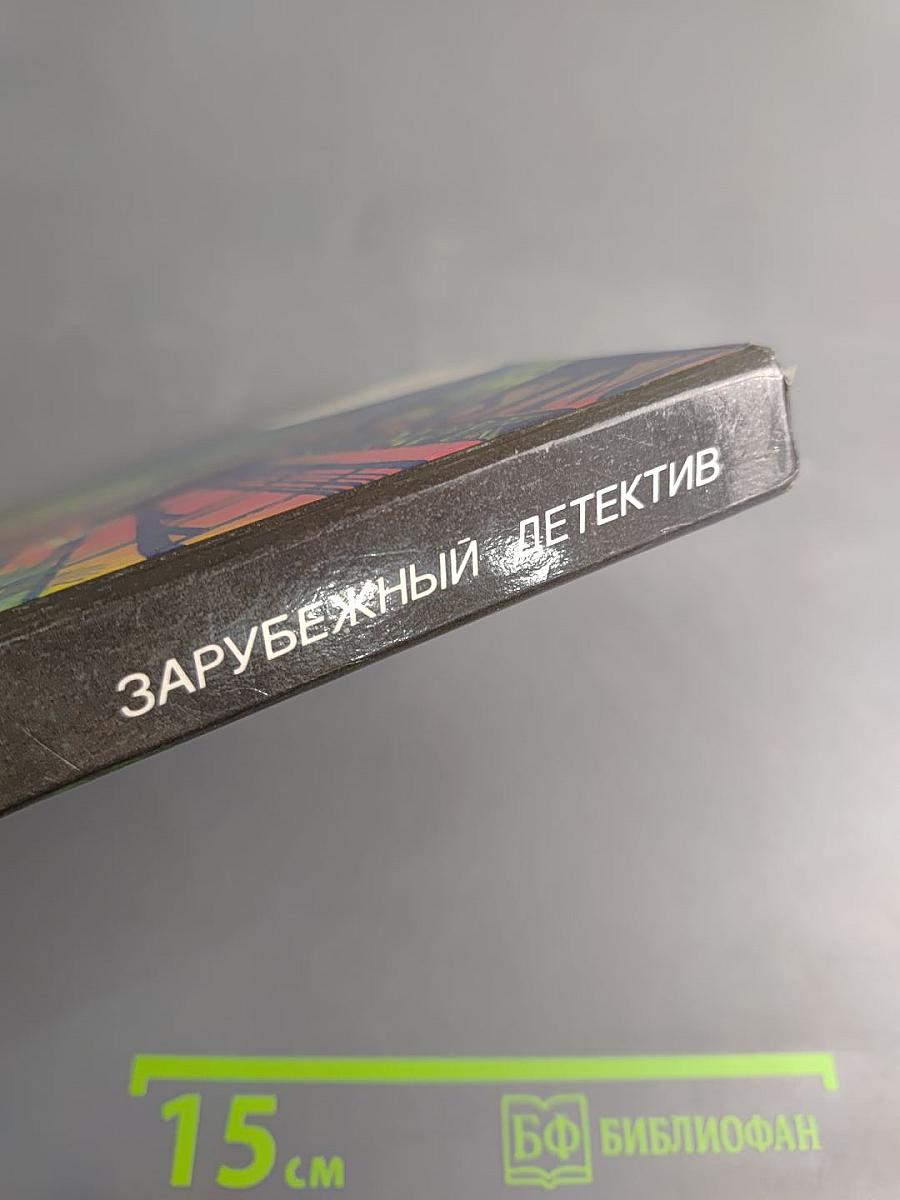 ЗАРУБЕЖНЫЙ ДЕТЕКТИВ
15 см
БФ БИБЛИОФАН